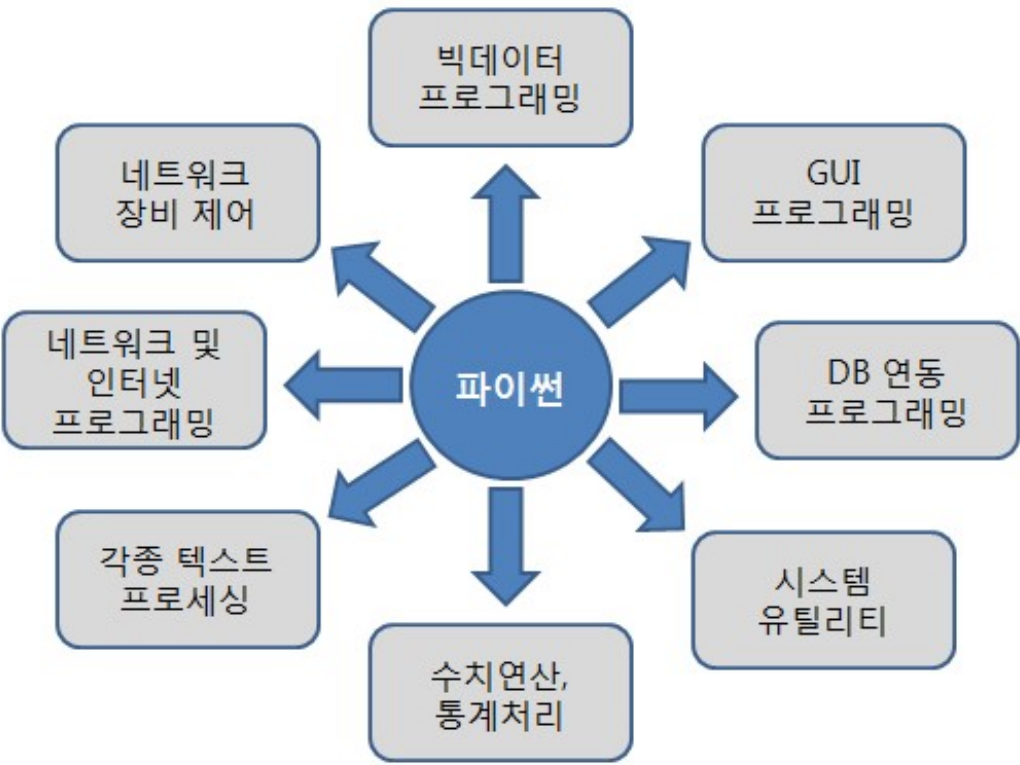 빅데이터
프로그래밍
네트워크
장비 제어
GUI
프로그래밍
네트워크 및
인터넷
프로그래밍
파이썬
DB 연동
프로그래밍
각종 텍스트
프로세싱
시스템
유틸리티
수치연산,
통계처리